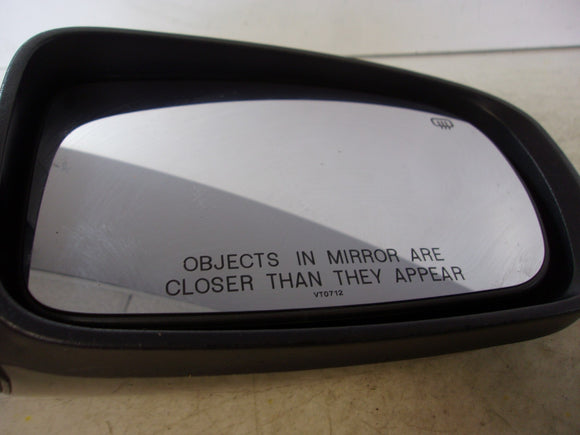 OBJECTS IN MIRROR ARE
CLOSER THAN THEY APPEAR
VT0712